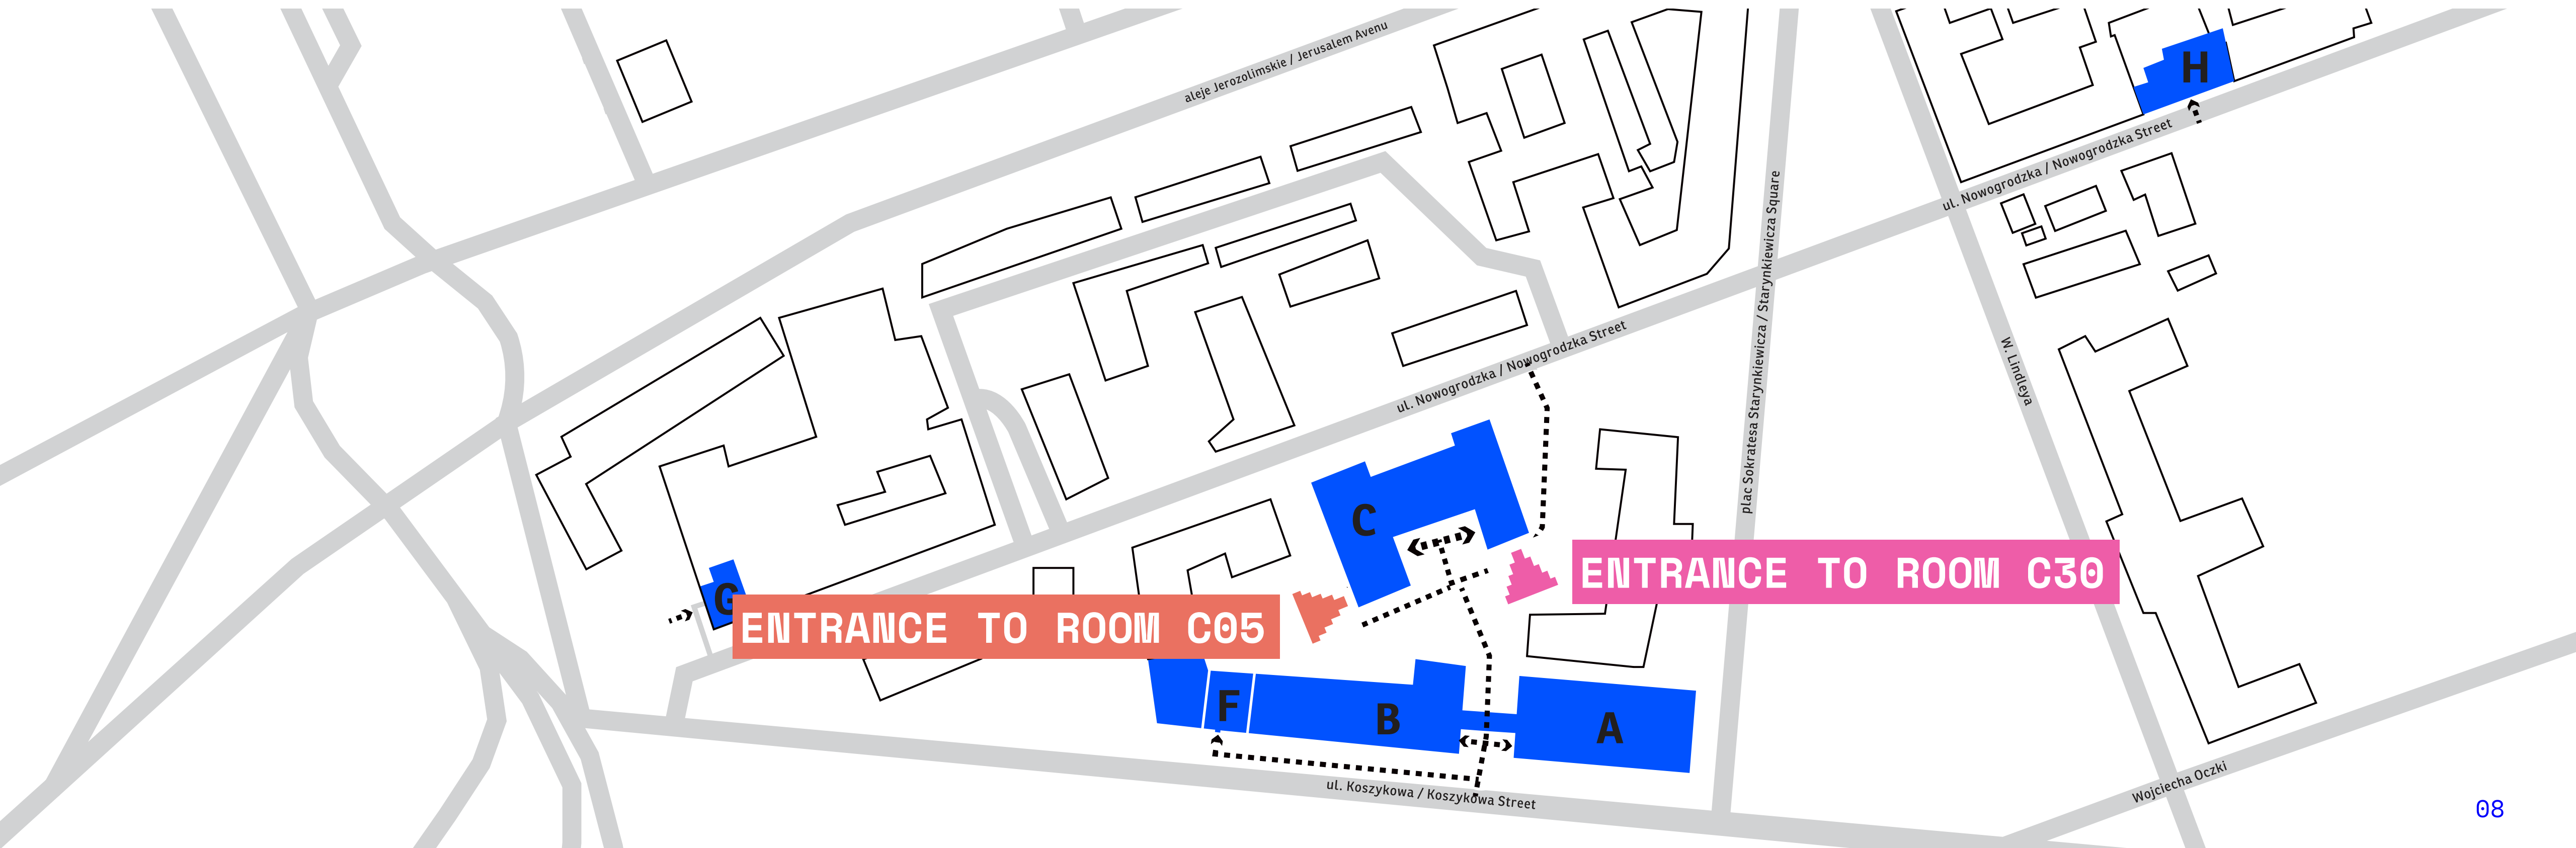 aleje Jerozolimskie / Jerusalem Avenu
H
ul. Nowogrodzka / Nowogrodzka Street
plac Sokratesa Starynkiewicza / Starynkiewicza Square
ul. Nowogrodzka / Nowogrodzka Street
W. Lindleya
C
ENTRANCE TO ROOM C30
G
ENTRANCE TO ROOM C05
F
B
A
ul. Koszykowa / Koszykowa Street
Wojciecha Oczki
08